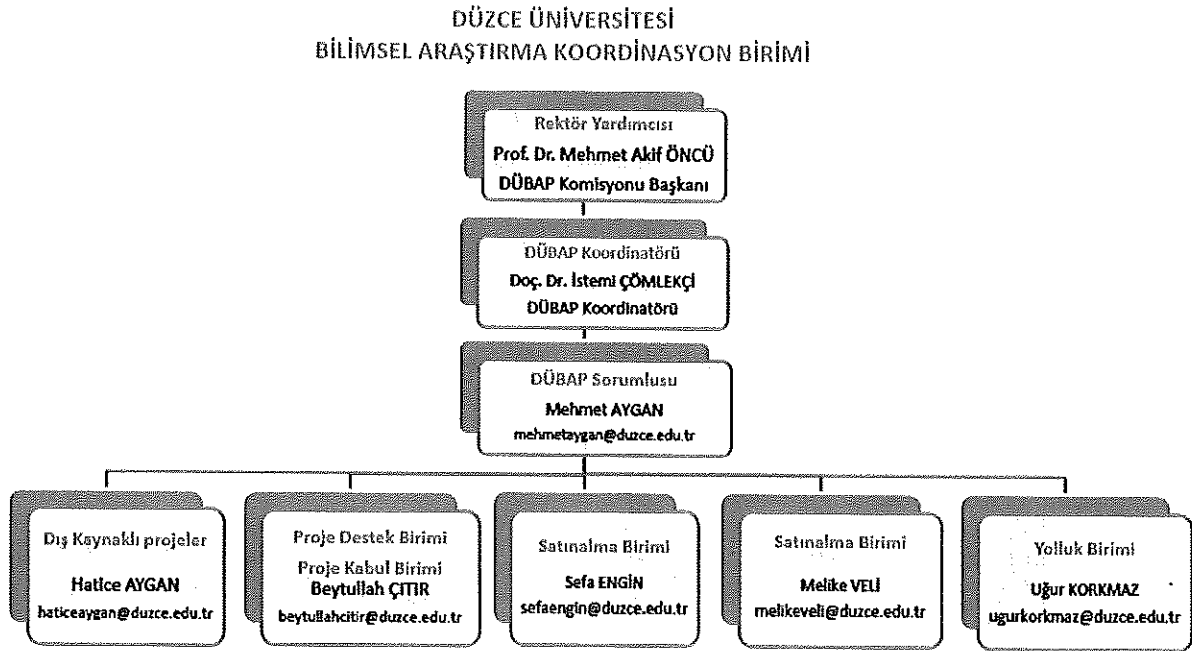 DÜZCE ÜNİVERSİTESİ
BİLİMSEL ARAŞTIRMA KOORDİNASYON BİRİMİ
Rektör Yardımcısı
Prof. Dr. Mehmet Akif ÖNCÜ
DÜBAP Komisyonu Başkanı
DÜBAP Koordinatörü
Doç. Dr. İstemi ÇÖMLEKÇİ
DÜBAP Koordinatörü
DÜBAP Sorumlusu
Mehmet AYGAN
mehmetaygan@duzce.edu.tr
Dış Kaynaklı projeler
Hatice AYGAN
haticeaygan@duzce.edu.tr
Proje Destek Birimi
Proje Kabul Birimi
Beytullah ÇITIR
beytullahcitir@duzce.edu.tr
Satınalma Birimi
Sefa ENGİN
sefaengin@duzce.edu.tr
Satınalma Birimi
Melike VELİ
melikeveli@duzce.edu.tr
Yolluk Birimi
Uğur KORKMAZ
ugurkorkmaz@duzce.edu.tr